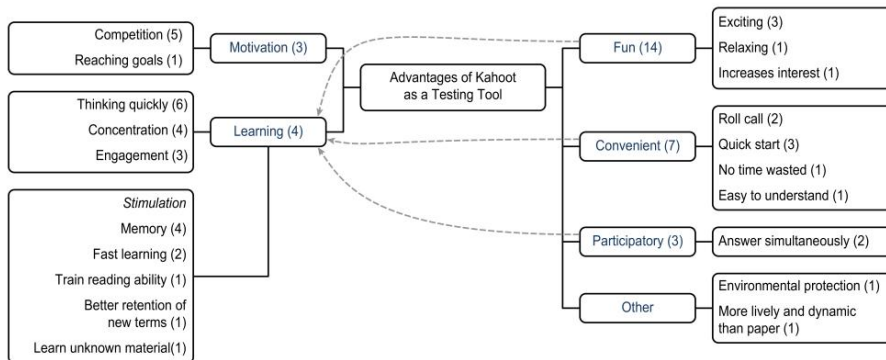 Competition (5)
Reaching goals (1)
Motivation (3)
Thinking quickly (6)
Concentration (4)
Engagement (3)
Learning (4)
Stimulation
Memory (4)
Fast learning (2)
Train reading ability (1)
Better retention of
new terms (1)
Learn unknown material(1)
Advantages of Kahoot
as a Testing Tool
Fun (14)
Exciting (3)
Relaxing (1)
Increases interest (1)
Convenient (7)
Roll call (2)
Quick start (3)
No time wasted (1)
Easy to understand (1)
Participatory (3)
Answer simultaneously (2)
Other
Environmental protection (1)
More lively and dynamic
than paper (1)